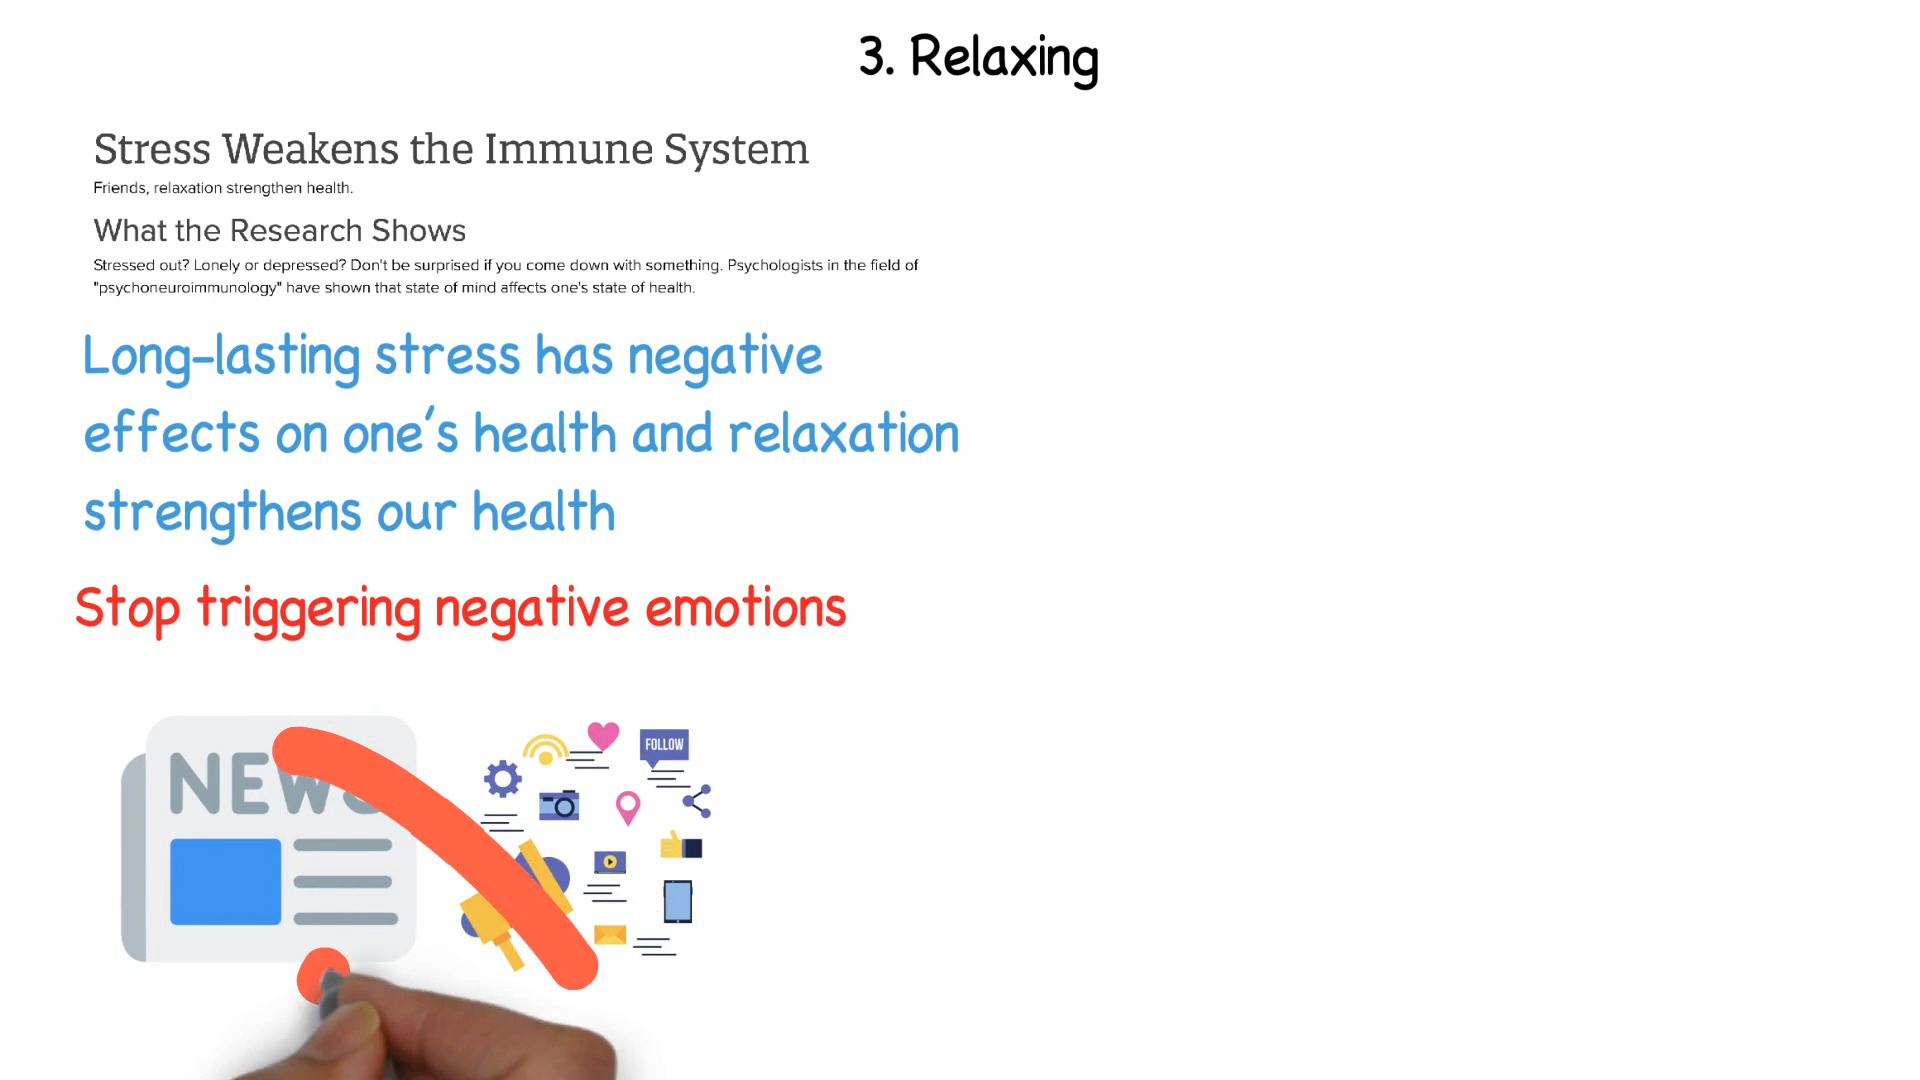 3. Relaxing
Stress Weakens the Immune System
Friends, relaxation strengthen health.
What the Research Shows
Stressed out? Lonely or depressed? Don't be surprised if you come down with something. Psychologists in the field of
"psychoneuroimmunology" have shown that state of mind affects one's state of health.
Long-lasting stress has negative
effects on one's health and relaxation
strengthens our health
Stop triggering negative emotions
NEWS
FOLLOW